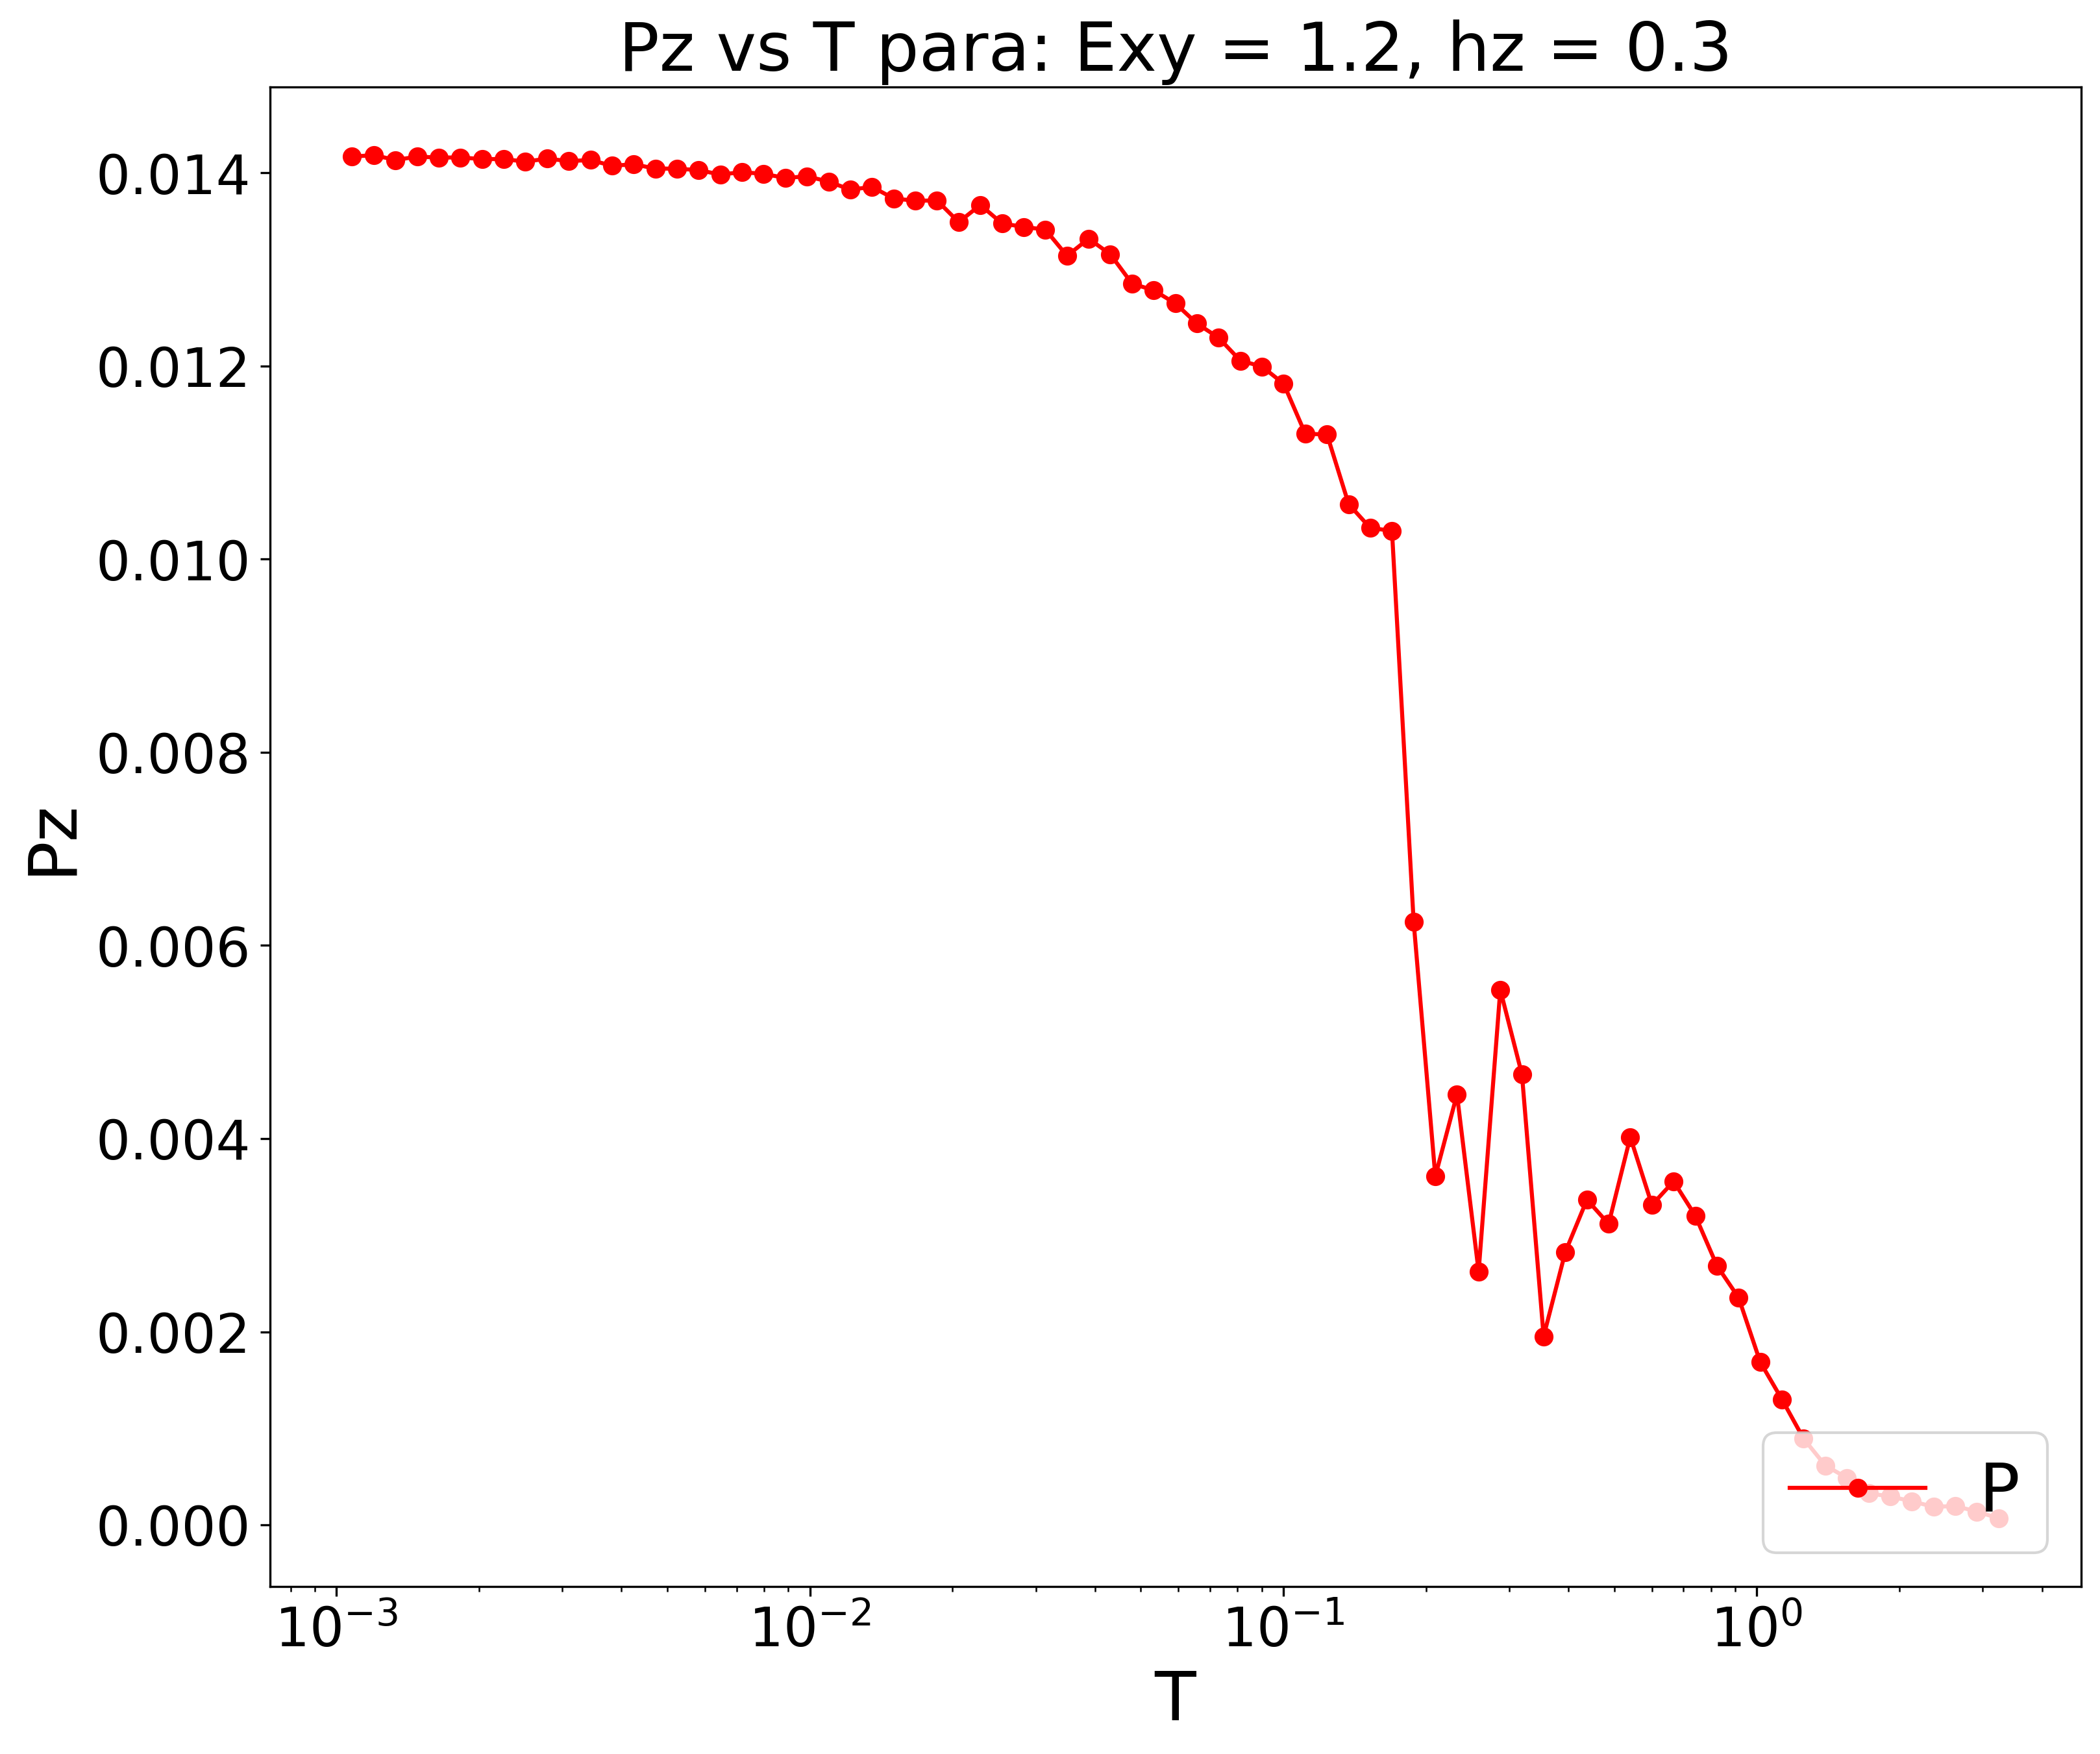 Pz vs T para: Exy = 1.2, hz = 0.3
Pz
0.014
0.012
0.010
0.008
0.006
0.004
0.002
0.000
P
10⁻³ 10⁻² 10⁻¹ 10⁰
T